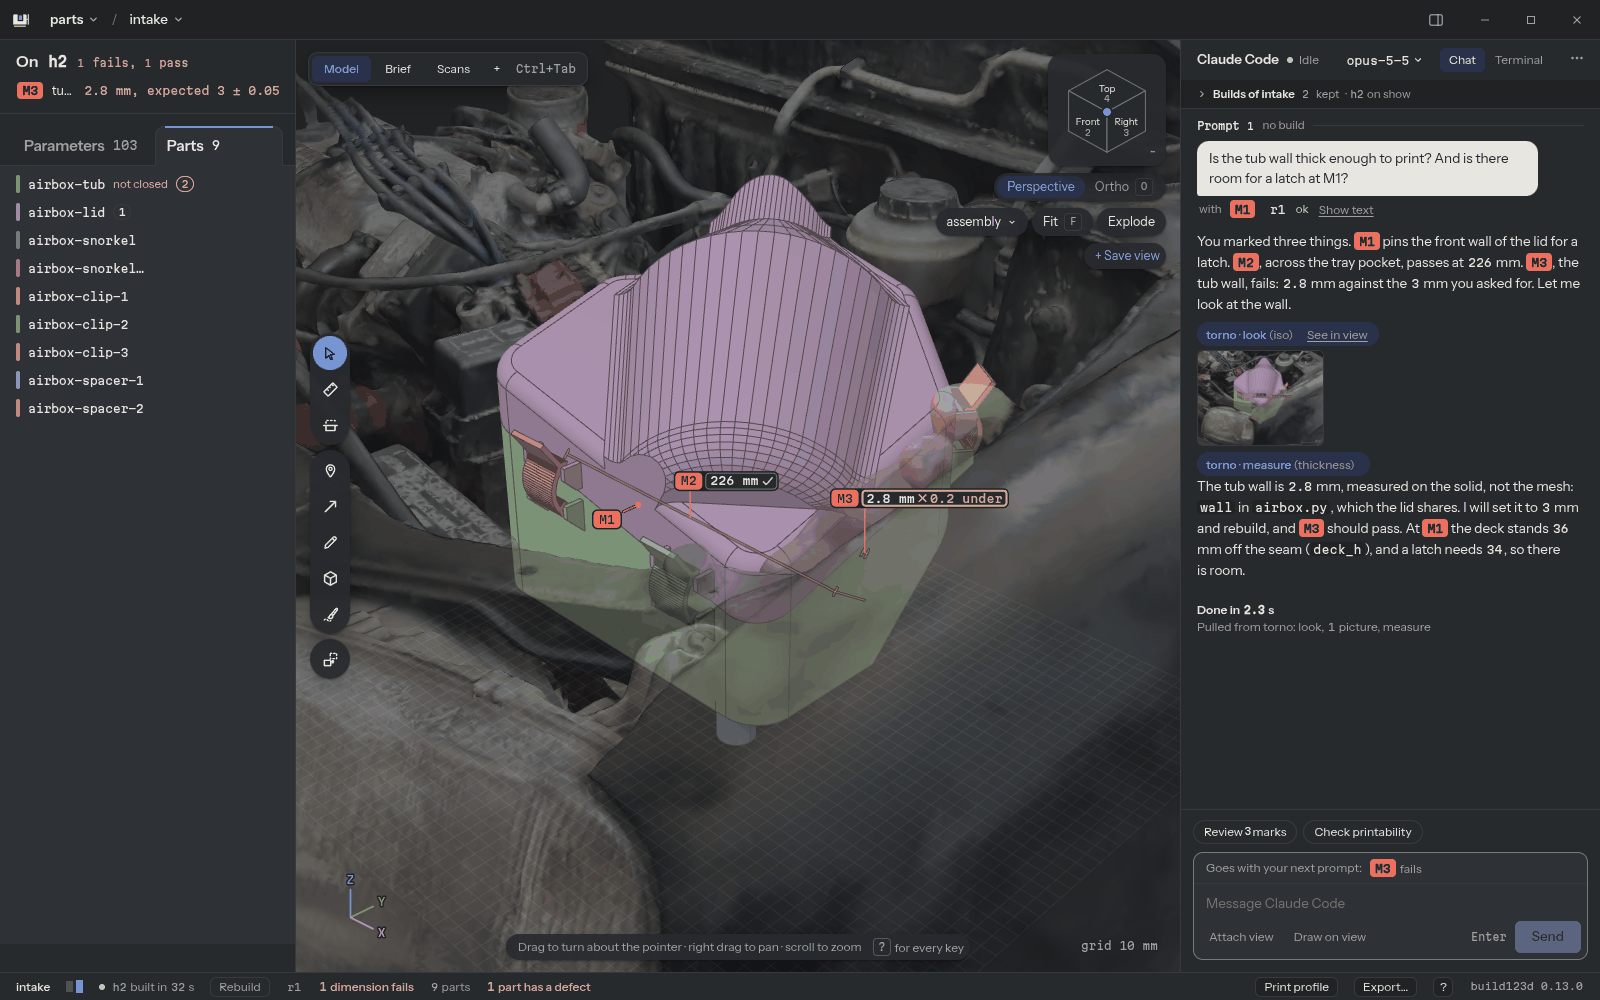 parts / intake
On h2 1 fails, 1 pass
M3 tu… 2.8 mm, expected 3 ± 0.05
Parameters 103 Parts 9
airbox-tub not closed 2
airbox-lid 1
airbox-snorkel
airbox-snorkel…
airbox-clip-1
airbox-clip-2
airbox-clip-3
airbox-spacer-1
airbox-spacer-2
Model Brief Scans + Ctrl+Tab
Top
4
Front
2
Right
3
Perspective Ortho O
assembly Fit F Explode
+ Save view
M2 226 mm ✓
M3 2.8 mm ✕ 0.2 under
M1
Z
Y
X
Drag to turn about the pointer · right drag to pan · scroll to zoom ? for every key
grid 10 mm
Claude Code Idle opus-5-5 Chat Terminal
Builds of intake 2 kept · h2 on show
Prompt 1 no build
Is the tub wall thick enough to print? And is there
room for a latch at M1?
with M1 r1 ok Show text
You marked three things. M1 pins the front wall of the lid for a
latch. M2, across the tray pocket, passes at 226 mm. M3, the
tub wall, fails: 2.8 mm against the 3 mm you asked for. Let me
look at the wall.
torno · look (iso) See in view
torno · measure (thickness)
The tub wall is 2.8 mm, measured on the solid, not the mesh:
wall in airbox.py, which the lid shares. I will set it to 3 mm
and rebuild, and M3 should pass. At M1 the deck stands 36
mm off the seam (deck_h), and a latch needs 34, so there
is room.
Done in 2.3 s
Pulled from torno: look, 1 picture, measure
Review 3 marks Check printability
Goes with your next prompt: M3 fails
Message Claude Code
Attach view Draw on view Enter Send
intake h2 built in 32 s Rebuild r1 1 dimension fails 9 parts 1 part has a defect Print profile Export… ? build123d 0.13.0